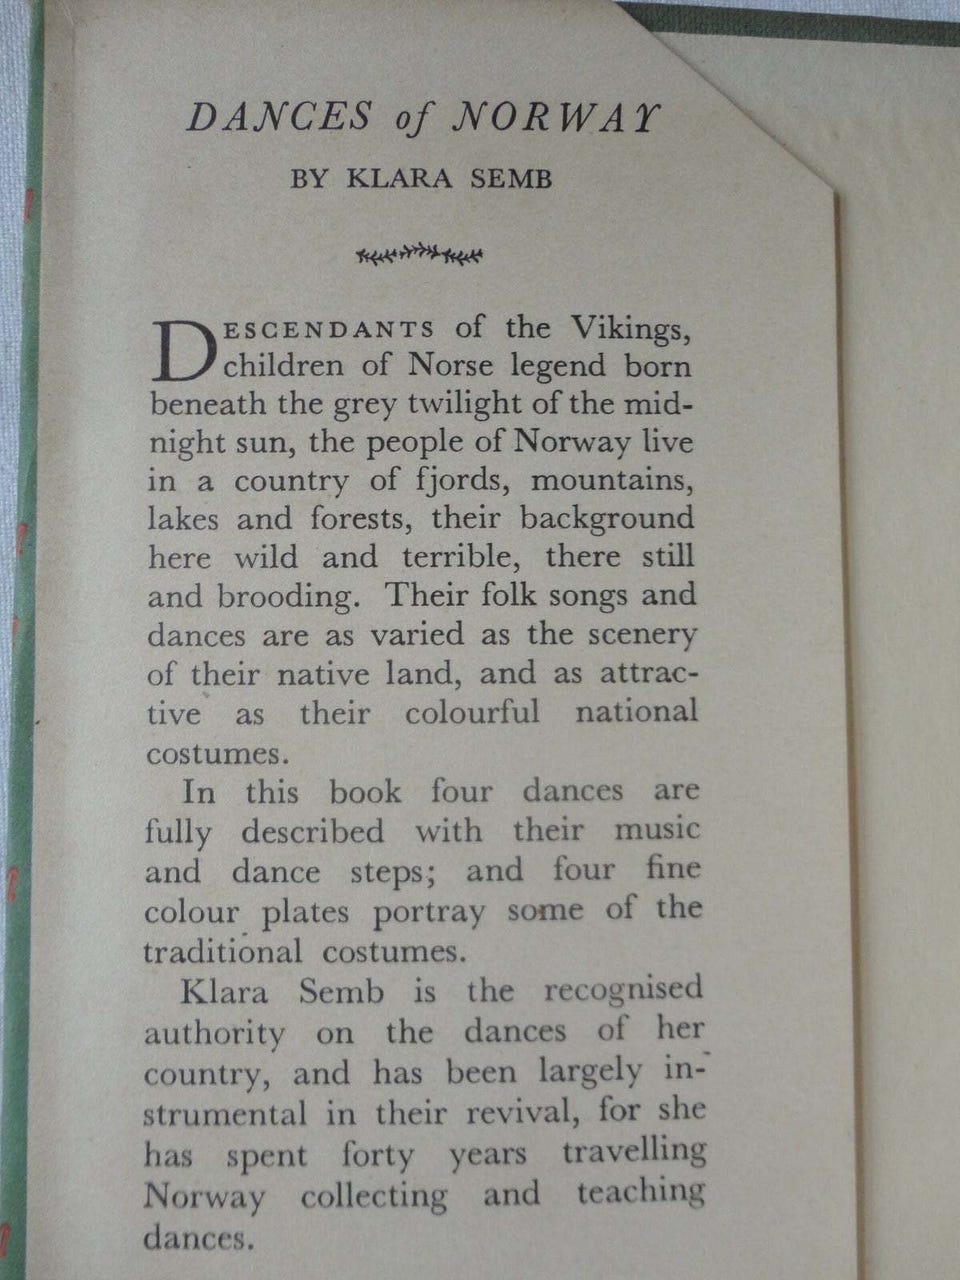 DANCES of NORWAY
BY KLARA SEMB
DESCENDANTS of the Vikings,
children of Norse legend born
beneath the grey twilight of the mid-
night sun, the people of Norway live
in a country of fjords, mountains,
lakes and forests, their background
here wild and terrible, there still
and brooding. Their folk songs and
dances are as varied as the scenery
of their native land, and as attrac-
tive as their colourful national
costumes.
In this book four dances are
fully described with their music
and dance steps; and four fine
colour plates portray some of the
traditional costumes.
Klara Semb is the recognised
authority on the dances of her
country, and has been largely in-
strumental in their revival, for she
has spent forty years travelling
Norway collecting and teaching
dances.